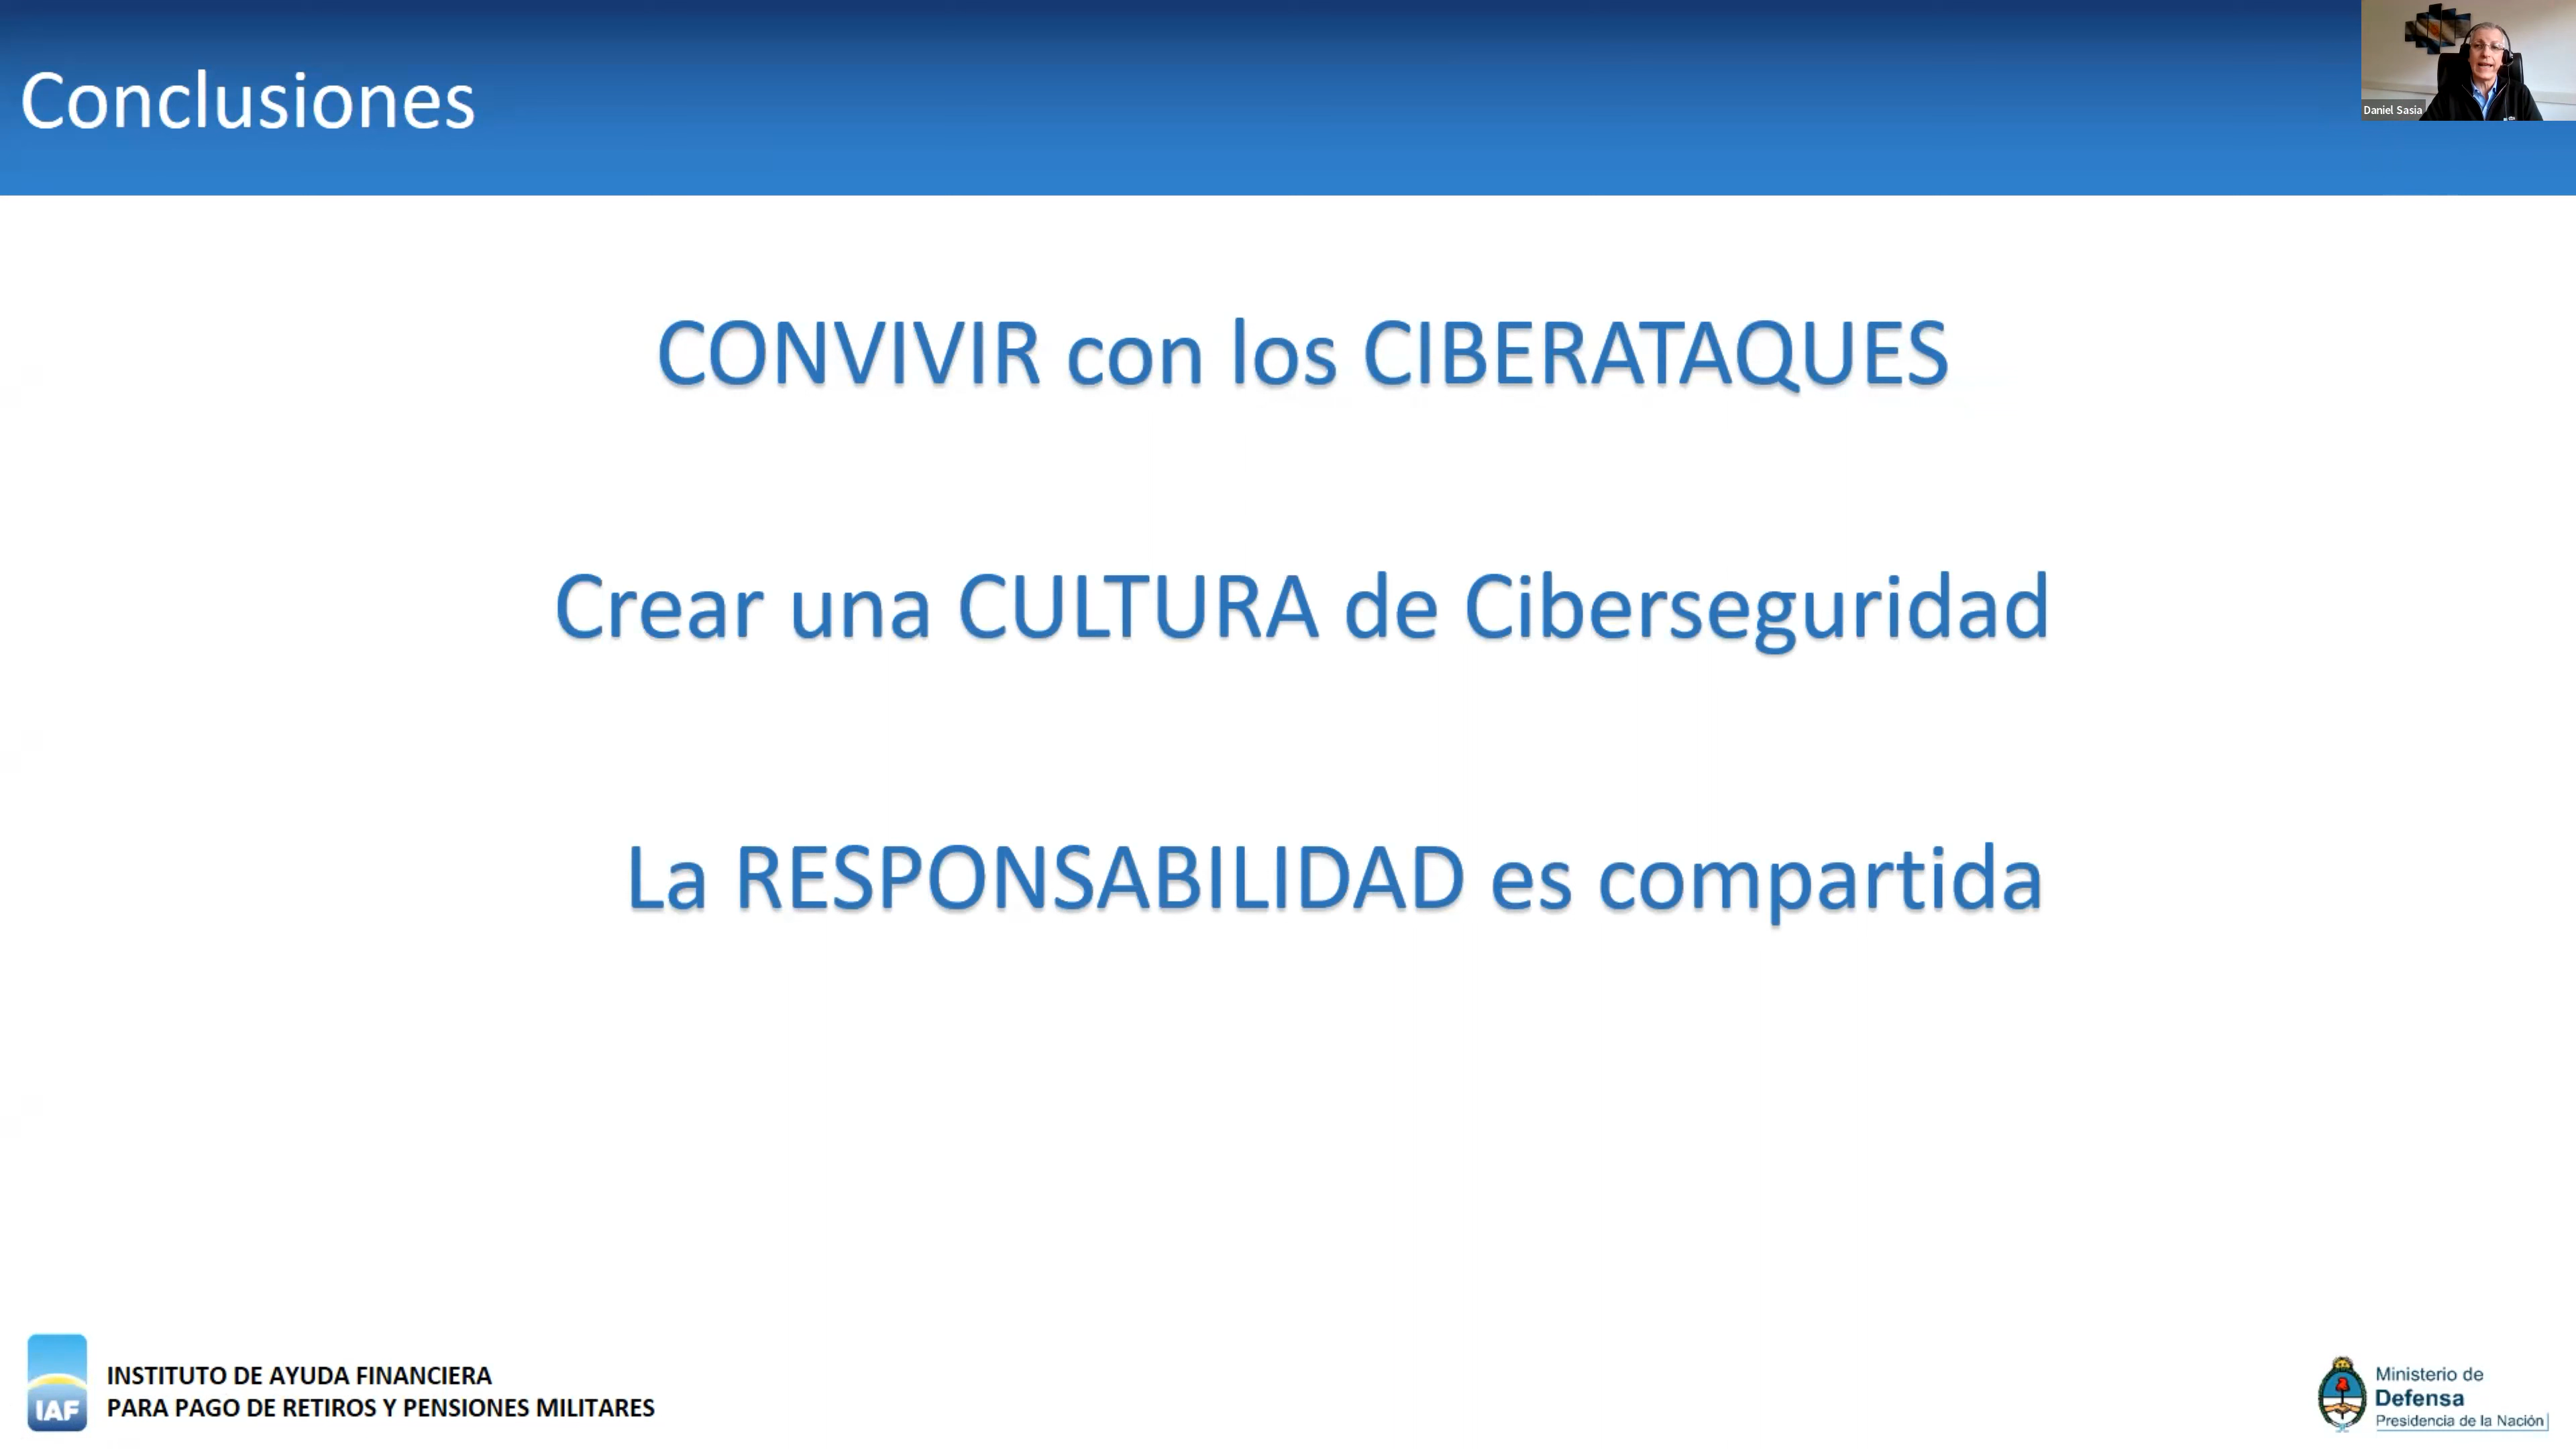 Conclusiones
Daniel Sasia
CONVIVIR con los CIBERATAQUES
Crear una CULTURA de Ciberseguridad
La RESPONSABILIDAD es compartida
IAF
INSTITUTO DE AYUDA FINANCIERA
PARA PAGO DE RETIROS Y PENSIONES MILITARES
Ministerio de
Defensa
Presidencia de la Nación